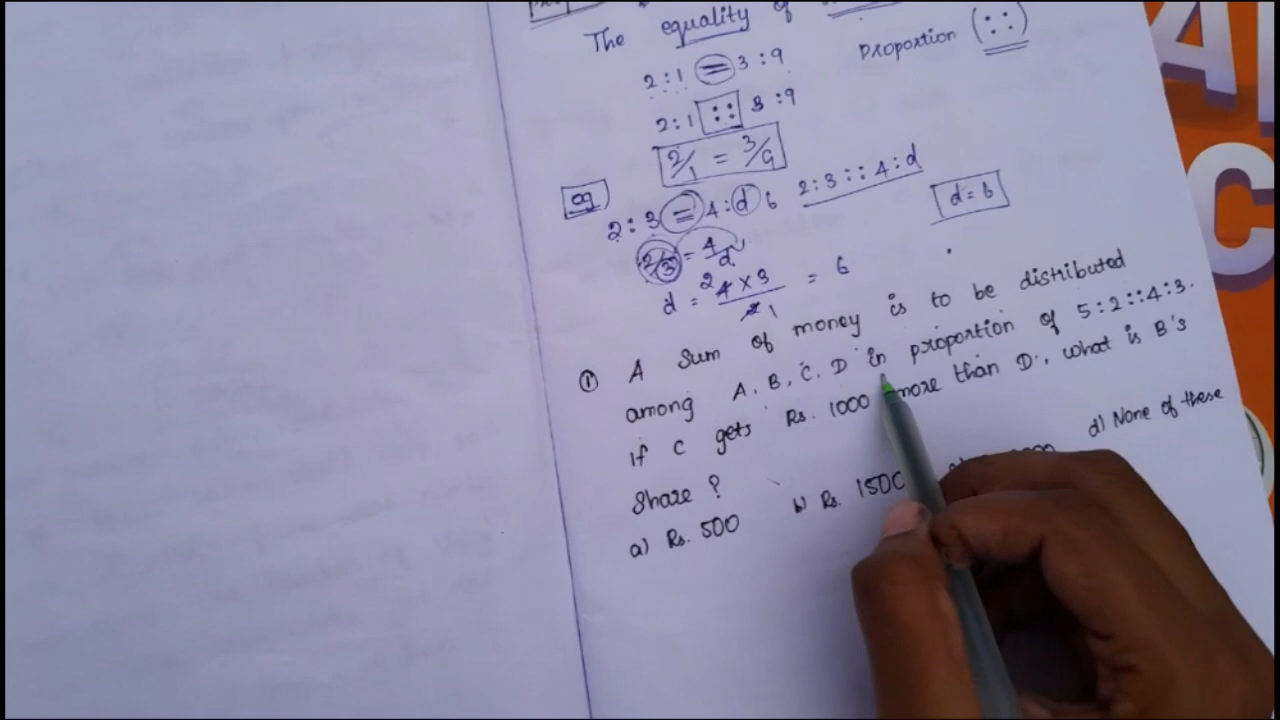 The equality of
Proportion (::)
2:1 = 3:9
2:1 :: 3:9
2/1 = 3/9
eg
2:3 = 4:d 6 2:3::4:d
d=6
2/3 = 4/d
d = 2 4×3 / 2 1 = 6
① A Sum of money is to be distributed
among A, B, C, D in proportion of 5:2::4:3.
if C gets Rs. 1000 more than D, what is B's
Share ?
a) Rs. 500 b) Rs. 1500 d) None of these
AL
C